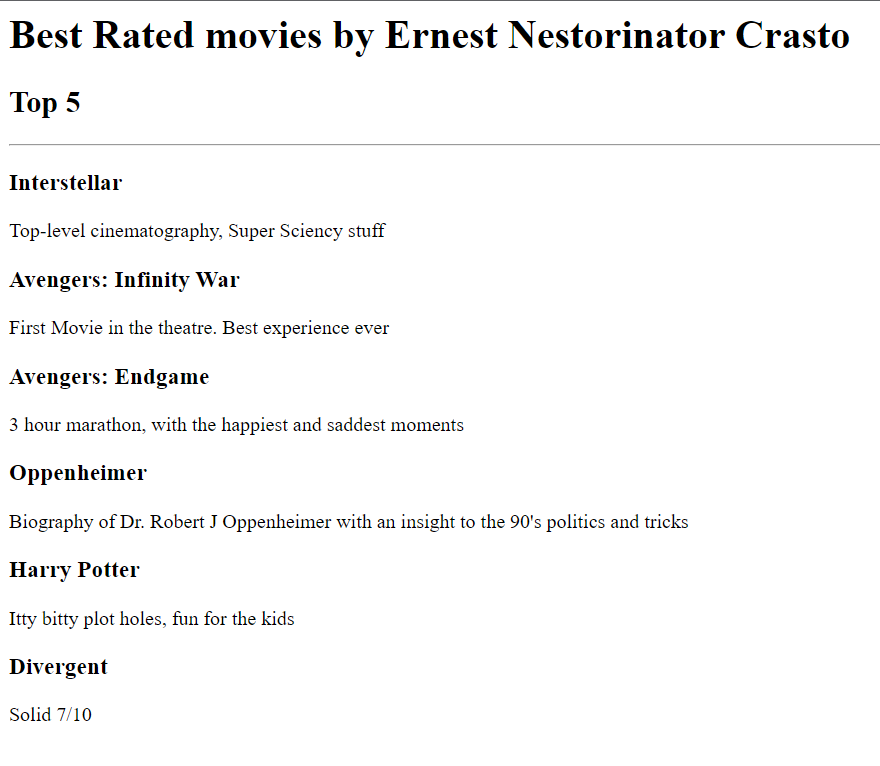 Best Rated movies by Ernest Nestorinator Crasto
Top 5
Interstellar
Top-level cinematography, Super Sciency stuff
Avengers: Infinity War
First Movie in the theatre. Best experience ever
Avengers: Endgame
3 hour marathon, with the happiest and saddest moments
Oppenheimer
Biography of Dr. Robert J Oppenheimer with an insight to the 90's politics and tricks
Harry Potter
Itty bitty plot holes, fun for the kids
Divergent
Solid 7/10